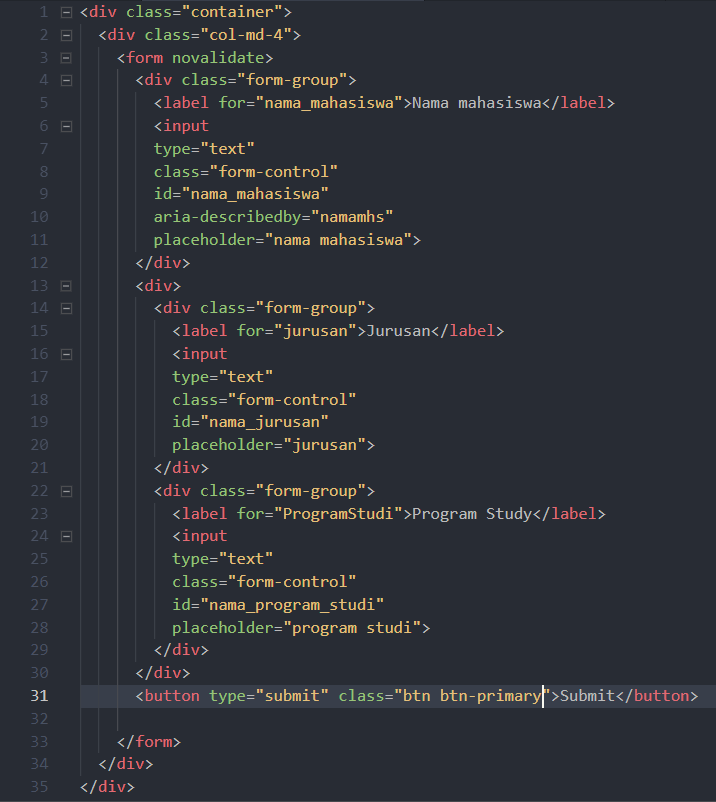 1 <div class="container">
2 <div class="col-md-4">
3 <form novalidate>
4 <div class="form-group">
5 <label for="nama_mahasiswa">Nama mahasiswa</label>
6 <input
7 type="text"
8 class="form-control"
9 id="nama_mahasiswa"
10 aria-describedby="namamhs"
11 placeholder="nama mahasiswa">
12 </div>
13 <div>
14 <div class="form-group">
15 <label for="jurusan">Jurusan</label>
16 <input
17 type="text"
18 class="form-control"
19 id="nama_jurusan"
20 placeholder="jurusan">
21 </div>
22 <div class="form-group">
23 <label for="ProgramStudi">Program Study</label>
24 <input
25 type="text"
26 class="form-control"
27 id="nama_program_studi"
28 placeholder="program studi">
29 </div>
30 </div>
31 <button type="submit" class="btn btn-primary">Submit</button>
32
33 </form>
34 </div>
35 </div>